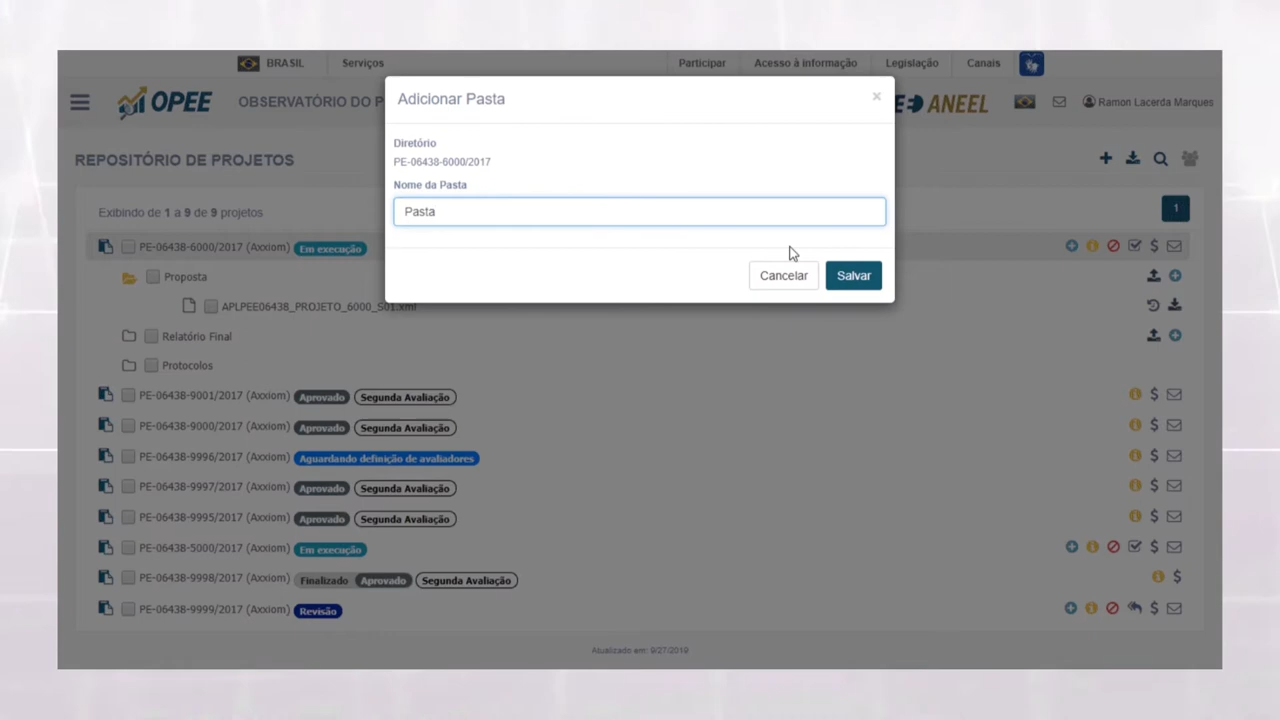 BRASIL Serviços Participar Acesso à informação Legislação Canais
OPEE OBSERVATÓRIO DO P ANEEL Ramon Lacerda Marques
Adicionar Pasta ×
Diretório
PE-06438-6000/2017
Nome da Pasta
Pasta
Cancelar Salvar
REPOSITÓRIO DE PROJETOS
Exibindo de 1 a 9 de 9 projetos 1
PE-06438-6000/2017 (Axxiom) Em execução
Proposta
APLPEE06438_PROJETO_6000_S01.xml
Relatório Final
Protocolos
PE-06438-9001/2017 (Axxiom) Aprovado Segunda Avaliação
PE-06438-9000/2017 (Axxiom) Aprovado Segunda Avaliação
PE-06438-9996/2017 (Axxiom) Aguardando definição de avaliadores
PE-06438-9997/2017 (Axxiom) Aprovado Segunda Avaliação
PE-06438-9995/2017 (Axxiom) Aprovado Segunda Avaliação
PE-06438-5000/2017 (Axxiom) Em execução
PE-06438-9998/2017 (Axxiom) Finalizado Aprovado Segunda Avaliação
PE-06438-9999/2017 (Axxiom) Revisão
Atualizado em: 9/27/2019